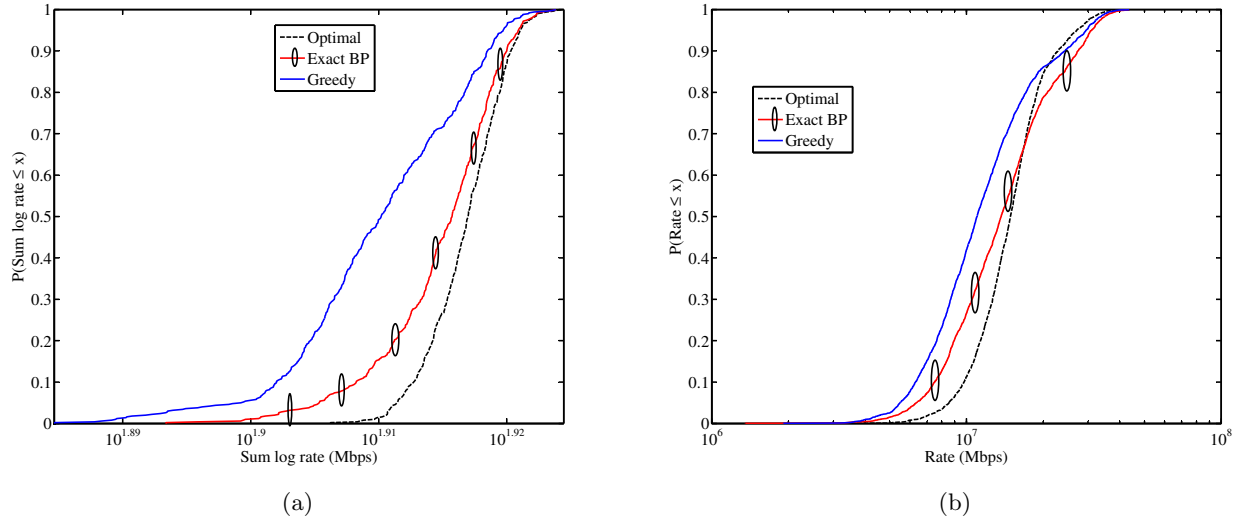 1
0.9
0.8
0.7
0.6
0.5
0.4
0.3
0.2
0.1
0
P(Sum log rate ≤ x)
Optimal
Exact BP
Greedy
10^1.89
10^1.9
10^1.91
10^1.92
Sum log rate (Mbps)
(a)
1
0.9
0.8
0.7
0.6
0.5
0.4
0.3
0.2
0.1
0
P(Rate ≤ x)
Optimal
Exact BP
Greedy
10^6
10^7
10^8
Rate (Mbps)
(b)